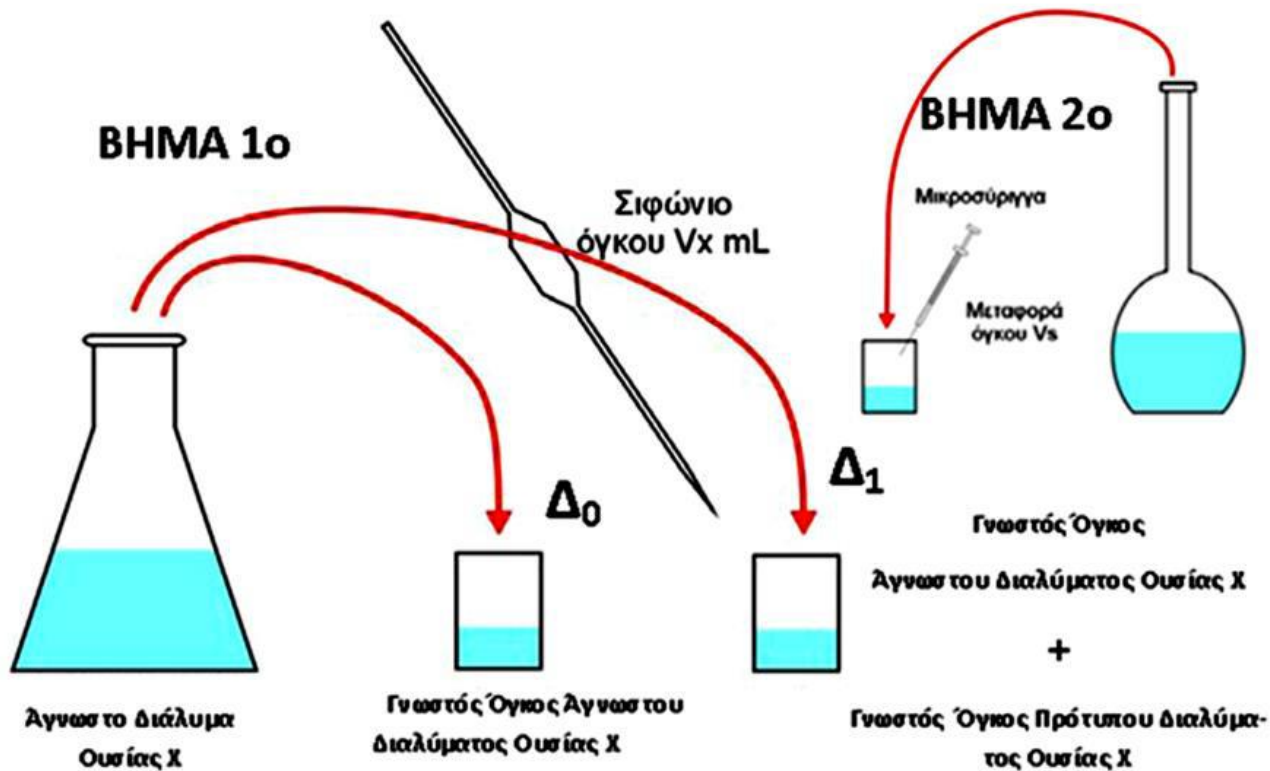 ΒΗΜΑ 1ο
Σιφώνιο
όγκου Vx mL
ΒΗΜΑ 2ο
Μικροσύριγγα
Μεταφορά
όγκου Vs
Δ₀
Δ₁
Άγνωστο Διάλυμα
Ουσίας Χ
Γνωστός Όγκος Άγνωστου
Διαλύματος Ουσίας Χ
Γνωστός Όγκος
Άγνωστου Διαλύματος Ουσίας Χ
+
Γνωστός Όγκος Πρότυπου Διαλύμα-
τος Ουσίας Χ